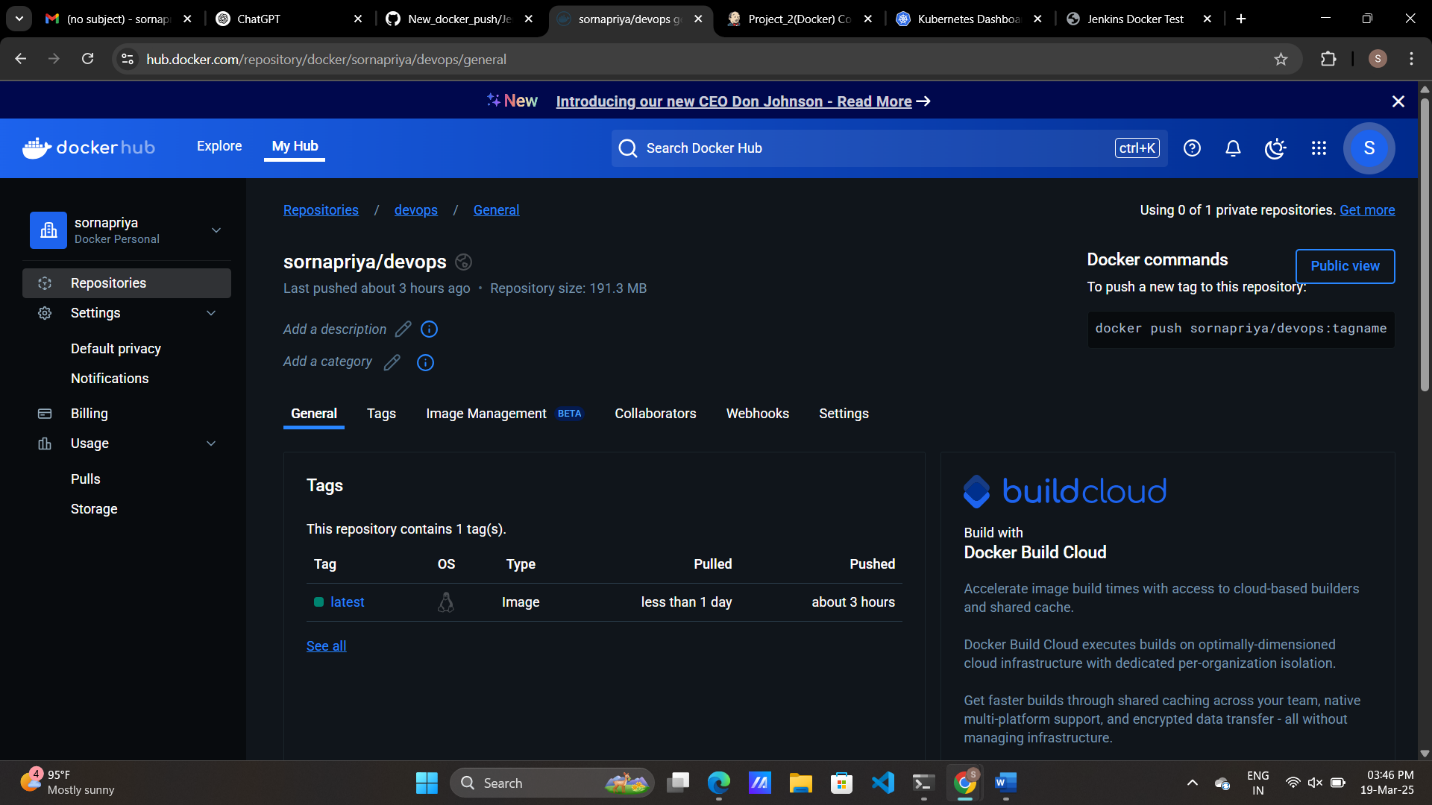 (no subject) - sornapri
ChatGPT
New_docker_push/Je
sornapriya/devops ge
Project_2(Docker) Co
Kubernetes Dashboa
Jenkins Docker Test
hub.docker.com/repository/docker/sornapriya/devops/general
S
New Introducing our new CEO Don Johnson - Read More
dockerhub
Explore
My Hub
Search Docker Hub
ctrl+K
S
sornapriya
Docker Personal
Repositories
Settings
Default privacy
Notifications
Billing
Usage
Pulls
Storage
Repositories / devops / General
Using 0 of 1 private repositories. Get more
sornapriya/devops
Last pushed about 3 hours ago • Repository size: 191.3 MB
Add a description
Add a category
Docker commands
Public view
To push a new tag to this repository:
docker push sornapriya/devops:tagname
General Tags Image Management BETA Collaborators Webhooks Settings
Tags
This repository contains 1 tag(s).
Tag OS Type Pulled Pushed
latest Image less than 1 day about 3 hours
See all
buildcloud
Build with
Docker Build Cloud
Accelerate image build times with access to cloud-based builders
and shared cache.
Docker Build Cloud executes builds on optimally-dimensioned
cloud infrastructure with dedicated per-organization isolation.
Get faster builds through shared caching across your team, native
multi-platform support, and encrypted data transfer - all without
managing infrastructure.
4
95°F
Mostly sunny
Search
S
ENG
IN
03:46 PM
19-Mar-25